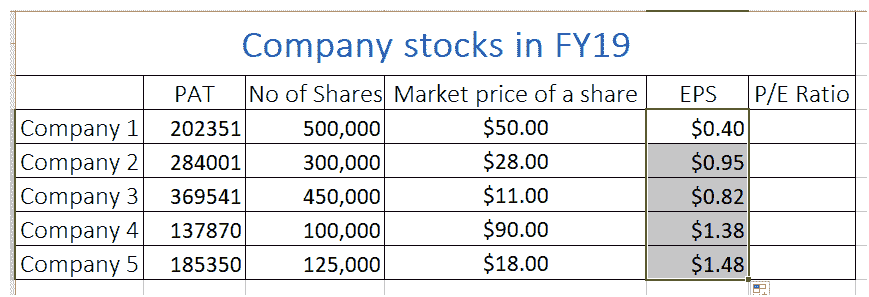 Company stocks in FY19
PAT No of Shares Market price of a share EPS P/E Ratio
Company 1 202351 500,000 $50.00 $0.40
Company 2 284001 300,000 $28.00 $0.95
Company 3 369541 450,000 $11.00 $0.82
Company 4 137870 100,000 $90.00 $1.38
Company 5 185350 125,000 $18.00 $1.48